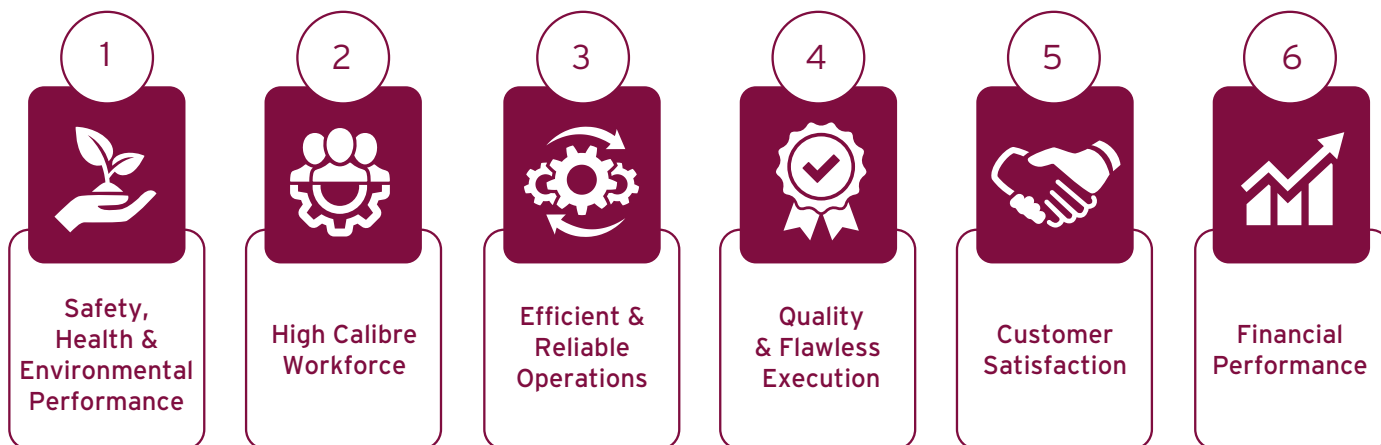 1
Safety,
Health &
Environmental
Performance
2
High Calibre
Workforce
3
Efficient &
Reliable
Operations
4
Quality
& Flawless
Execution
5
Customer
Satisfaction
6
Financial
Performance